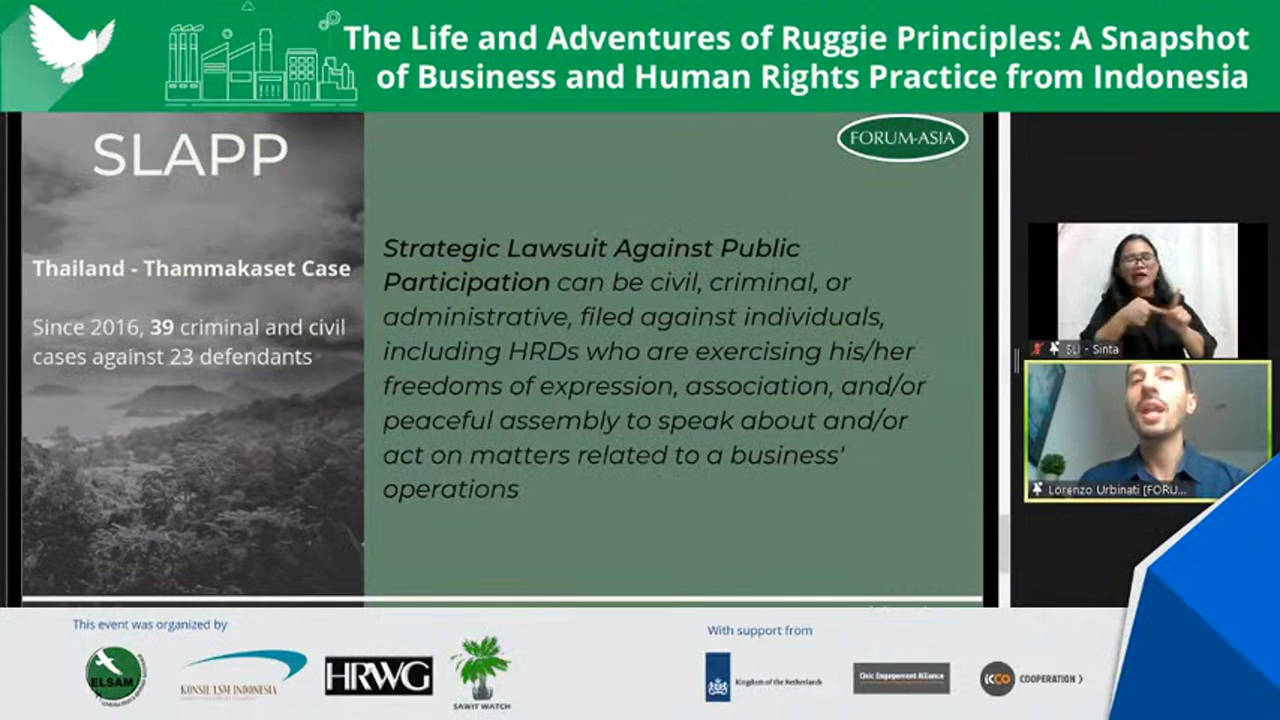 The Life and Adventures of Ruggie Principles: A Snapshot
of Business and Human Rights Practice from Indonesia
SLAPP
Thailand - Thammakaset Case
Since 2016, 39 criminal and civil
cases against 23 defendants
FORUM-ASIA
Strategic Lawsuit Against Public
Participation can be civil, criminal, or
administrative, filed against individuals,
including HRDs who are exercising his/her
freedoms of expression, association, and/or
peaceful assembly to speak about and/or
act on matters related to a business'
operations
SLI - Sinta
Lorenzo Urbinati [FORU...
This event was organized by
ELSAM
KONSIL LSM INDONESIA
HRWG
SAWIT WATCH
With support from
Kingdom of the Netherlands
Civic Engagement Alliance
icco COOPERATION